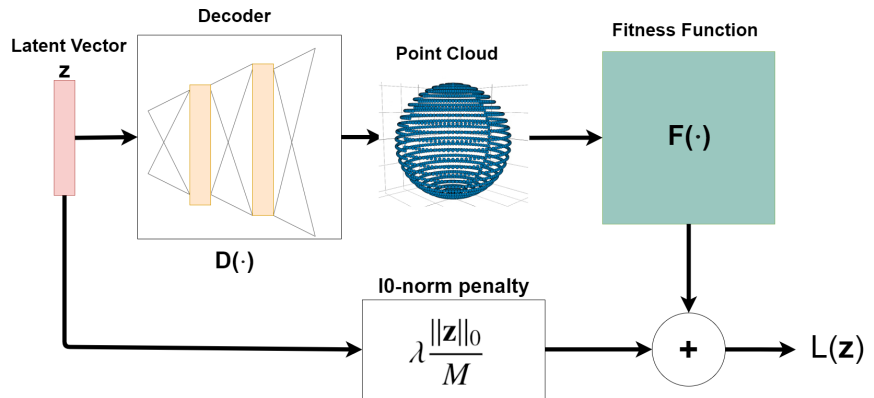 Decoder
Fitness Function
Latent Vector
z
Point Cloud
F(·)
D(·)
l0-norm penalty
λ ||z||₀ / M
+
L(z)